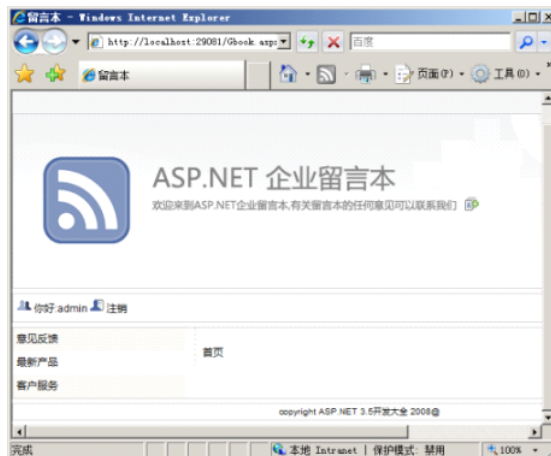 留言本 - Windows Internet Explorer
http://localhost:29081/Gbook.aspx
百度
留言本
页面(P)
工具(O)
ASP.NET 企业留言本
欢迎来到ASP.NET企业留言本,有关留言本的任何意见可以联系我们
你好:admin 注销
意见反馈
首页
最新产品
客户服务
copyright ASP.NET 3.5开发大全 2008@
完成
本地 Intranet | 保护模式: 禁用
100%